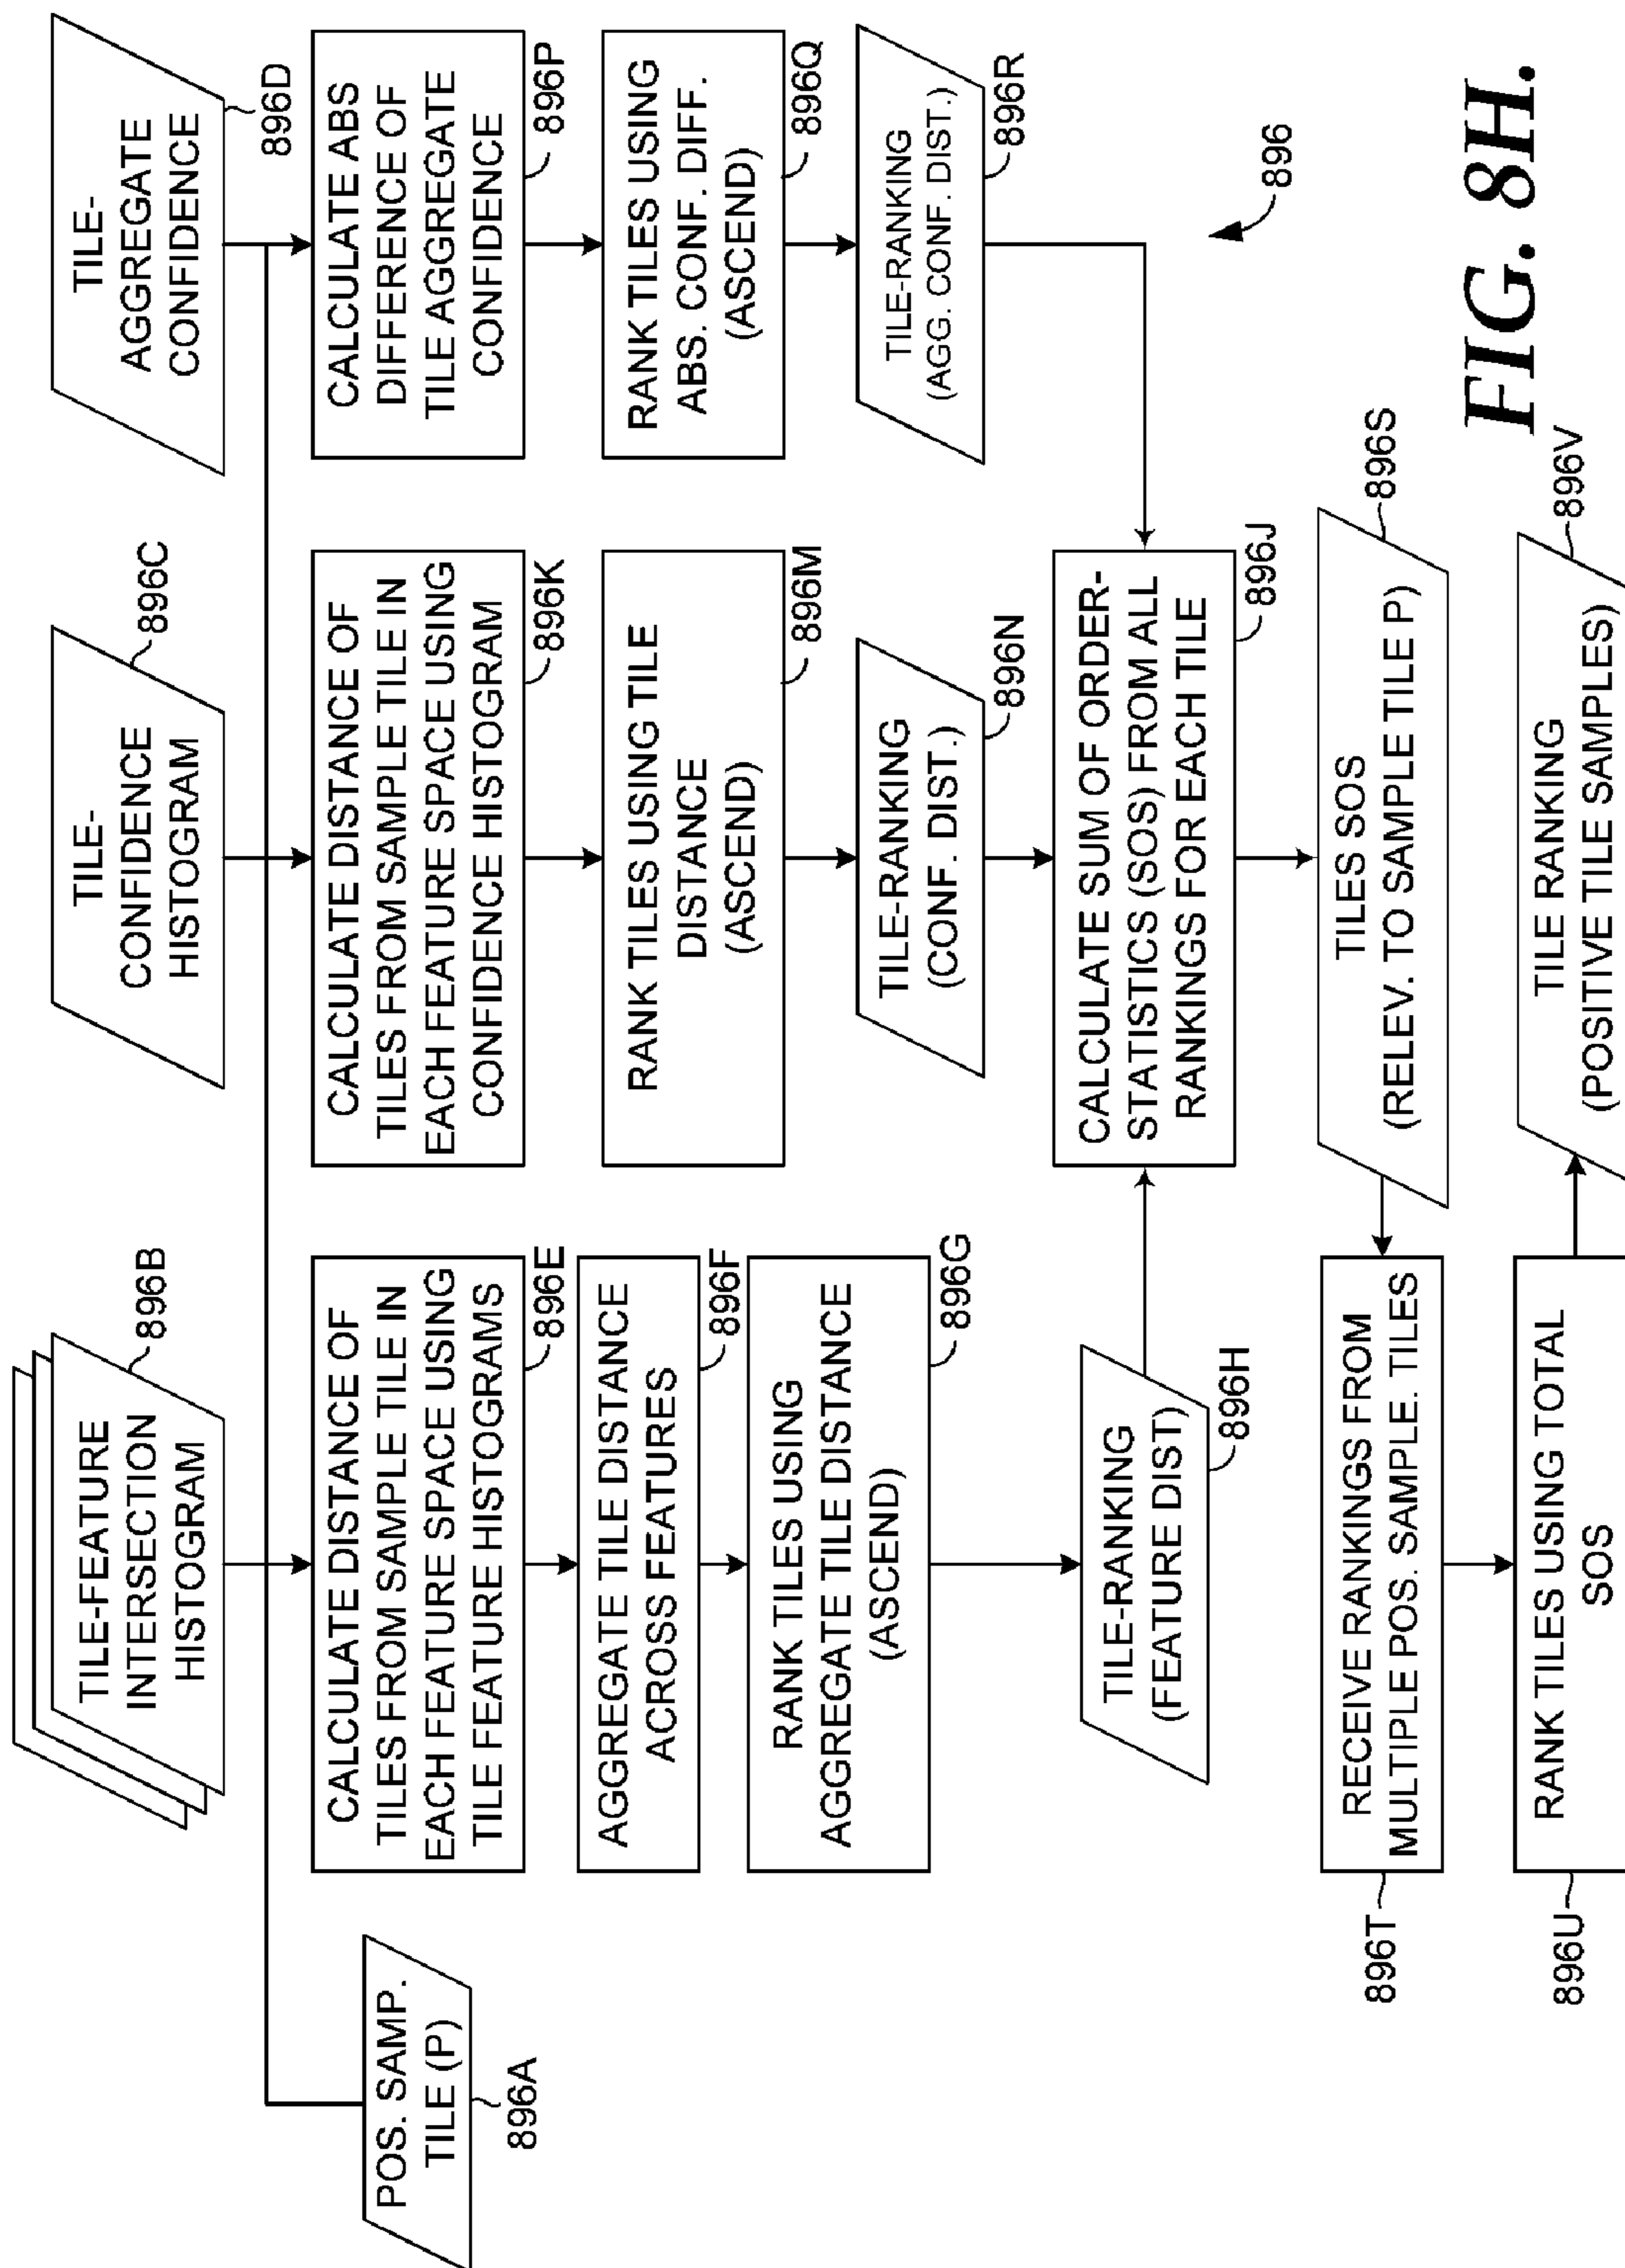 POS. SAMP.
TILE (P)
896A
TILE-FEATURE
INTERSECTION
HISTOGRAM
896B
TILE-
CONFIDENCE
HISTOGRAM
896C
TILE-
AGGREGATE
CONFIDENCE
896D
CALCULATE DISTANCE OF
TILES FROM SAMPLE TILE IN
EACH FEATURE SPACE USING
TILE FEATURE HISTOGRAMS
896E
AGGREGATE TILE DISTANCE
ACROSS FEATURES
896F
RANK TILES USING
AGGREGATE TILE DISTANCE
(ASCEND)
896G
TILE-RANKING
(FEATURE DIST)
896H
CALCULATE DISTANCE OF
TILES FROM SAMPLE TILE IN
EACH FEATURE SPACE USING
CONFIDENCE HISTOGRAM
896K
RANK TILES USING TILE
DISTANCE
(ASCEND)
896M
TILE-RANKING
(CONF. DIST.)
896N
CALCULATE ABS
DIFFERENCE OF
TILE AGGREGATE
CONFIDENCE
896P
RANK TILES USING
ABS. CONF. DIFF.
(ASCEND)
896Q
TILE-RANKING
(AGG. CONF. DIST.)
896R
CALCULATE SUM OF ORDER-
STATISTICS (SOS) FROM ALL
RANKINGS FOR EACH TILE
896J
896
TILES SOS
(RELEV. TO SAMPLE TILE P)
896S
RECEIVE RANKINGS FROM
MULTIPLE POS. SAMPLE. TILES
896T
RANK TILES USING TOTAL
SOS
896U
TILE RANKING
(POSITIVE TILE SAMPLES)
896V
FIG. 8H.